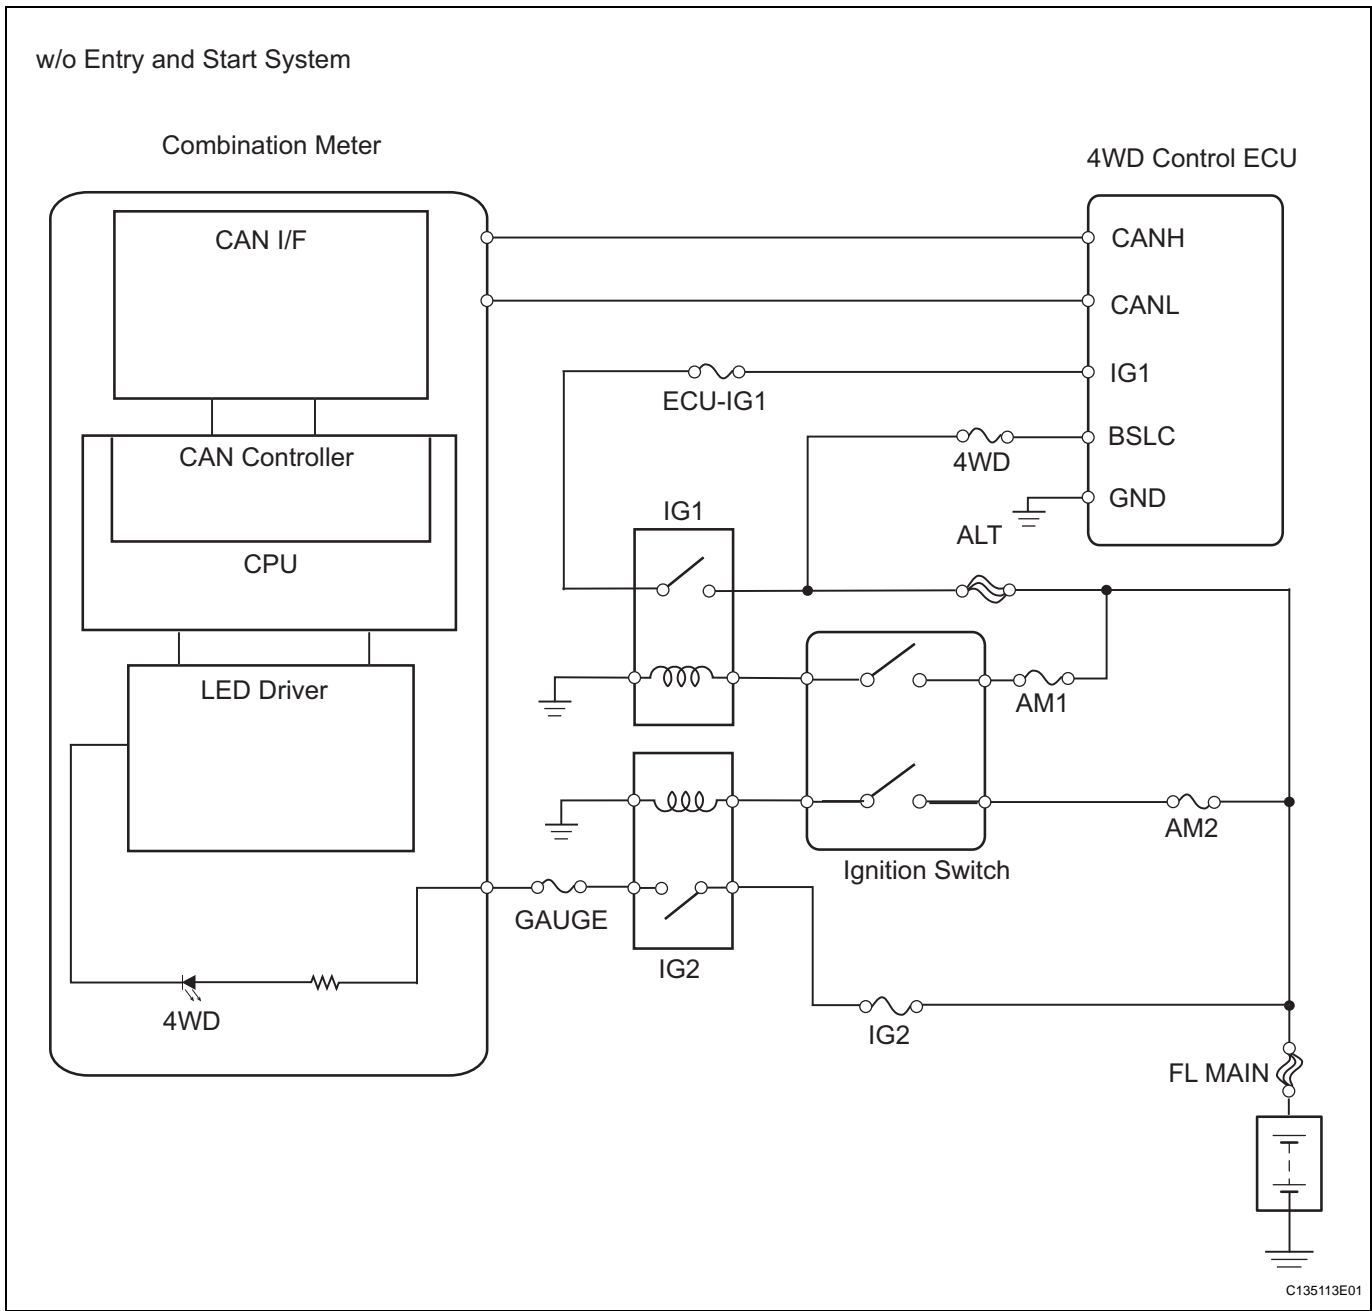 w/o Entry and Start System
Combination Meter
4WD Control ECU
CAN I/F
CANH
CANL
IG1
ECU-IG1
BSLC
4WD
CAN Controller
GND
IG1
ALT
CPU
LED Driver
AM1
AM2
Ignition Switch
GAUGE
IG2
4WD
IG2
FL MAIN
C135113E01